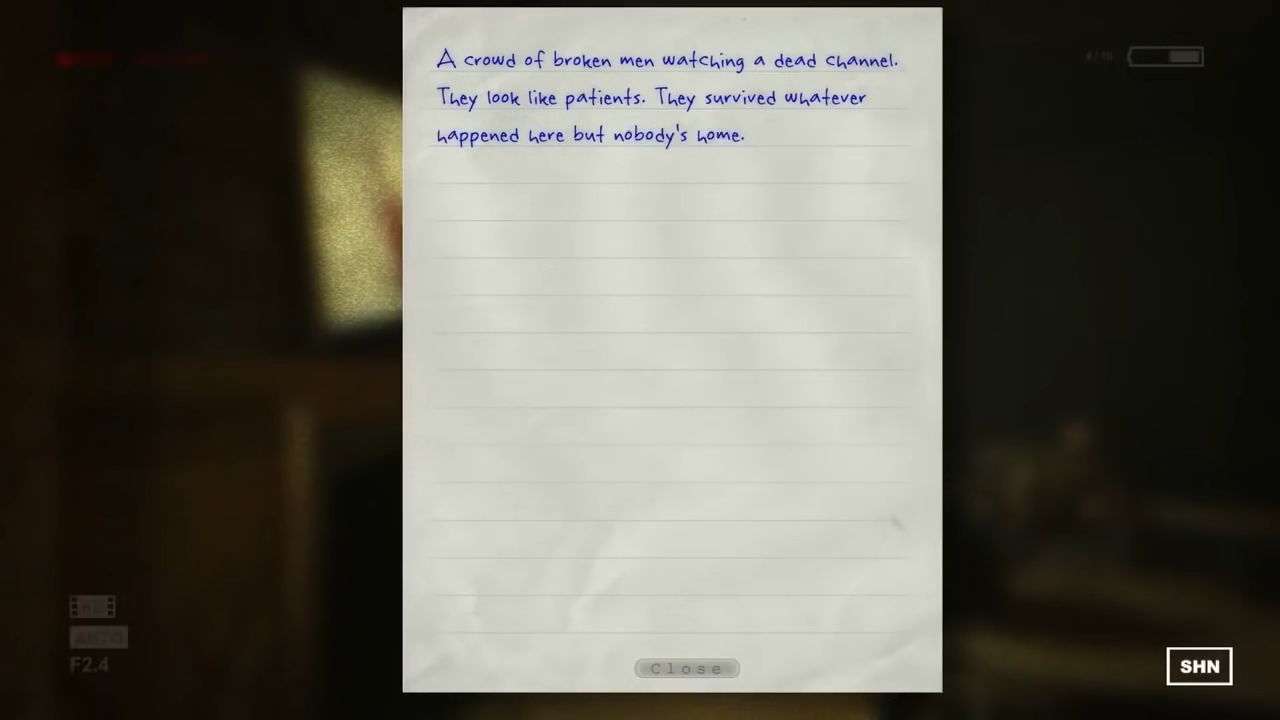 A crowd of broken men watching a dead channel.
They look like patients. They survived whatever
happened here but nobody's home.
Close
F2.4
SHN